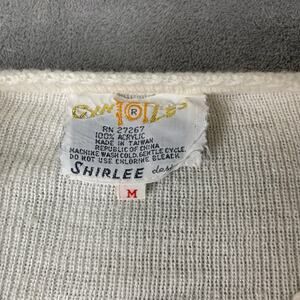 ®
RN 27267
100% ACRYLIC
MADE IN TAIWAN
REPUBLIC OF CHINA
MACHINE WASH COLD, GENTLE CYCLE.
DO NOT USE CHLORINE BLEACH.
SHIRLEE
M